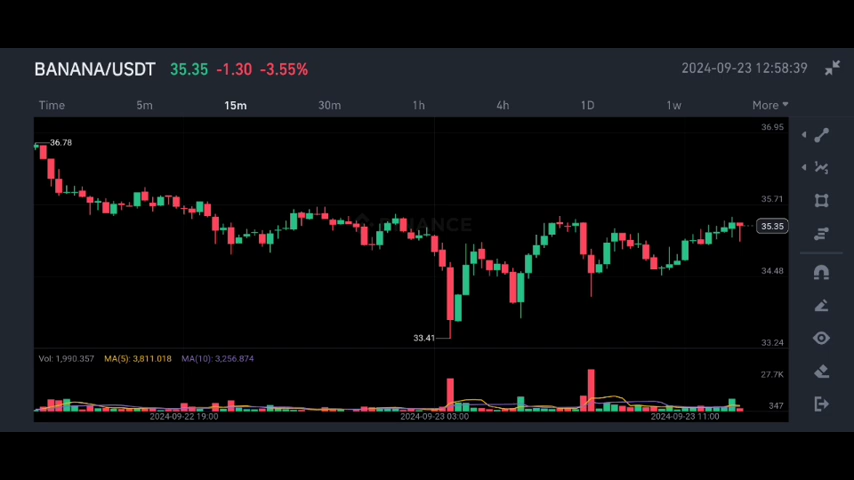 BANANA/USDT 35.35 -1.30 -3.55% 2024-09-23 12:58:39
Time 5m 15m 30m 1h 4h 1D 1w More
36.95
36.78
35.71
BINANCE
35.35
34.48
33.41
33.24
Vol: 1,990.357 MA(5): 3,811.018 MA(10): 3,256.874
27.7K
347
2024-09-22 19:00 2024-09-23 03:00 2024-09-23 11:00